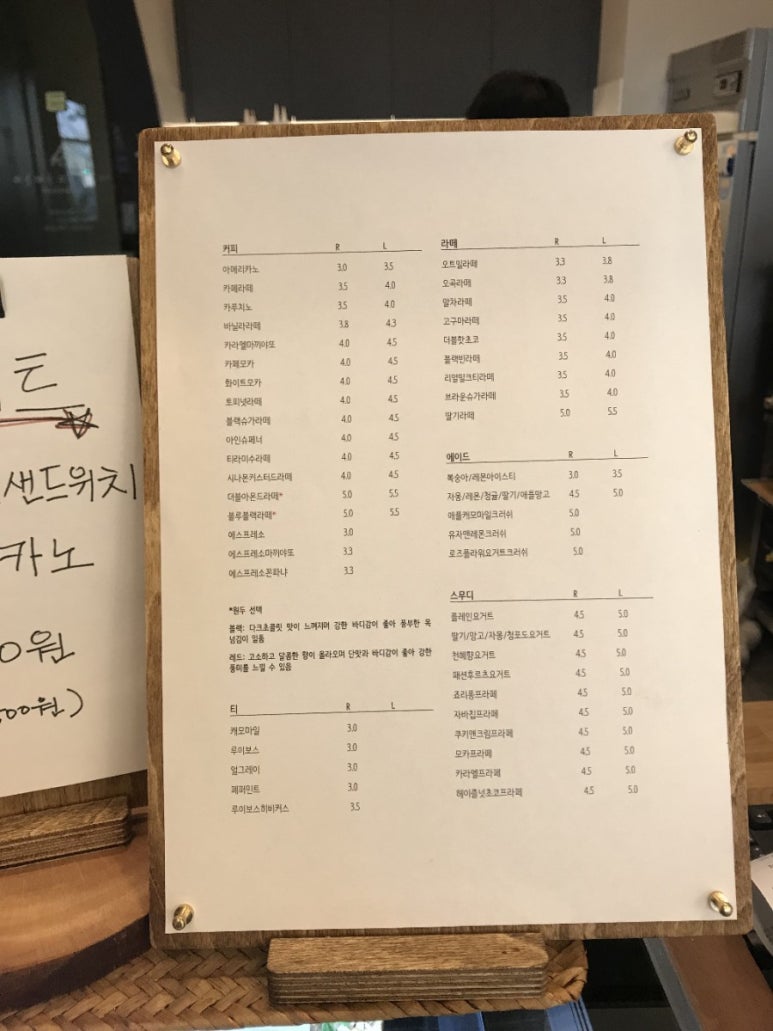 트
샌드위치
카노
0원
500원)
커피 R L
아메리카노 3.0 3.5
카페라떼 3.5 4.0
카푸치노 3.5 4.0
바닐라라떼 3.8 4.3
카라멜마끼야또 4.0 4.5
카페모카 4.0 4.5
화이트모카 4.0 4.5
토피넛라떼 4.0 4.5
블랙슈가라떼 4.0 4.5
아인슈페너 4.0 4.5
티라미수라떼 4.0 4.5
시나몬커스터드라떼 4.0 4.5
더블아몬드라떼* 5.0 5.5
블루블랙라떼* 5.0 5.5
에스프레소 3.0
에스프레소마끼야또 3.3
에스프레소콘파나 3.3
*원두 선택
블랙: 다크초콜릿 맛이 느껴지며 강한 바디감이 좋아 풍부한 목
넘김이 일품
레드: 고소하고 달콤한 향이 올라오며 단맛과 바디감이 좋아 강한
풍미를 느낄 수 있음
티 R L
캐모마일 3.0
루이보스 3.0
얼그레이 3.0
페퍼민트 3.0
루이보스히비커스 3.5
라떼 R L
오트밀라떼 3.3 3.8
오곡라떼 3.3 3.8
말차라떼 3.5 4.0
고구마라떼 3.5 4.0
더블핫초코 3.5 4.0
블랙빈라떼 3.5 4.0
리얼밀크티라떼 3.5 4.0
브라운슈가라떼 3.5 4.0
딸기라떼 5.0 5.5
에이드 R L
복숭아/레몬아이스티 3.0 3.5
자몽/레몬/청귤/딸기/애플망고 4.5 5.0
애플캐모마일크러쉬 5.0
유자앤레몬크러쉬 5.0
로즈플라워요거트크러쉬 5.0
스무디 R L
플레인요거트 4.5 5.0
딸기/망고/자몽/청포도요거트 4.5 5.0
천혜향요거트 4.5 5.0
패션후르츠요거트 4.5 5.0
죠리퐁프라페 4.5 5.0
자바칩프라페 4.5 5.0
쿠키앤크림프라페 4.5 5.0
모카프라페 4.5 5.0
카라멜프라페 4.5 5.0
헤이즐넛초코프라페 4.5 5.0